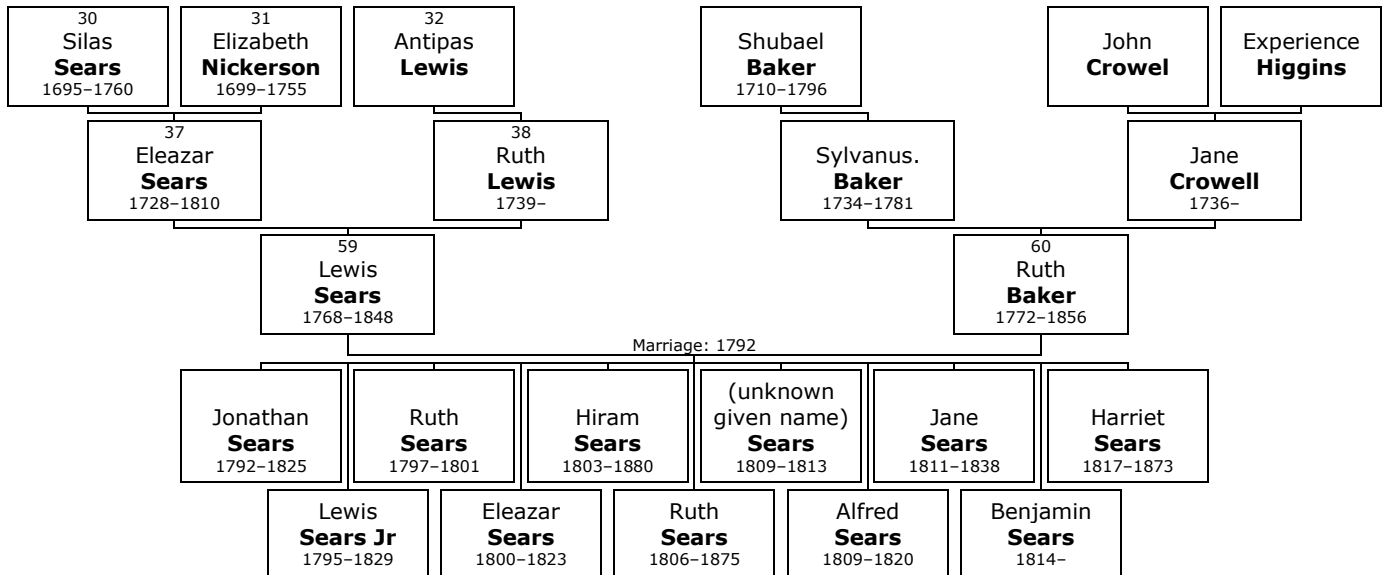 30
Silas
Sears
1695–1760
31
Elizabeth
Nickerson
1699–1755
32
Antipas
Lewis
Shubael
Baker
1710–1796
John
Crowel
Experience
Higgins
37
Eleazar
Sears
1728–1810
38
Ruth
Lewis
1739–
Sylvanus.
Baker
1734–1781
Jane
Crowell
1736–
59
Lewis
Sears
1768–1848
60
Ruth
Baker
1772–1856
Marriage: 1792
Jonathan
Sears
1792–1825
Ruth
Sears
1797–1801
Hiram
Sears
1803–1880
(unknown
given name)
Sears
1809–1813
Jane
Sears
1811–1838
Harriet
Sears
1817–1873
Lewis
Sears Jr
1795–1829
Eleazar
Sears
1800–1823
Ruth
Sears
1806–1875
Alfred
Sears
1809–1820
Benjamin
Sears
1814–